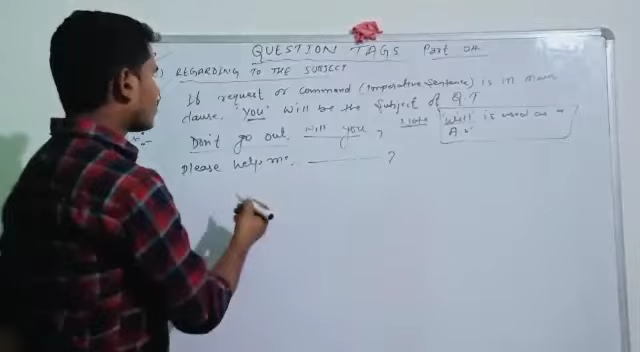 QUESTION TAGS Part 04
) REGARDING TO THE SUBJECT
If request or command (Imperative Sentence) is in main
clause, 'YOU' will be the subject of Q.T
Don't go out, will you ?
'Will' is used as a
A.V
Please help me. ?